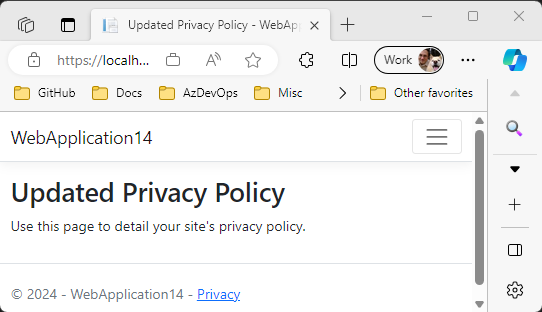 Updated Privacy Policy - WebApp
https://localh...
A
Work
GitHub
Docs
AzDevOps
Misc
Other favorites
WebApplication14
Updated Privacy Policy
Use this page to detail your site's privacy policy.
© 2024 - WebApplication14 - Privacy